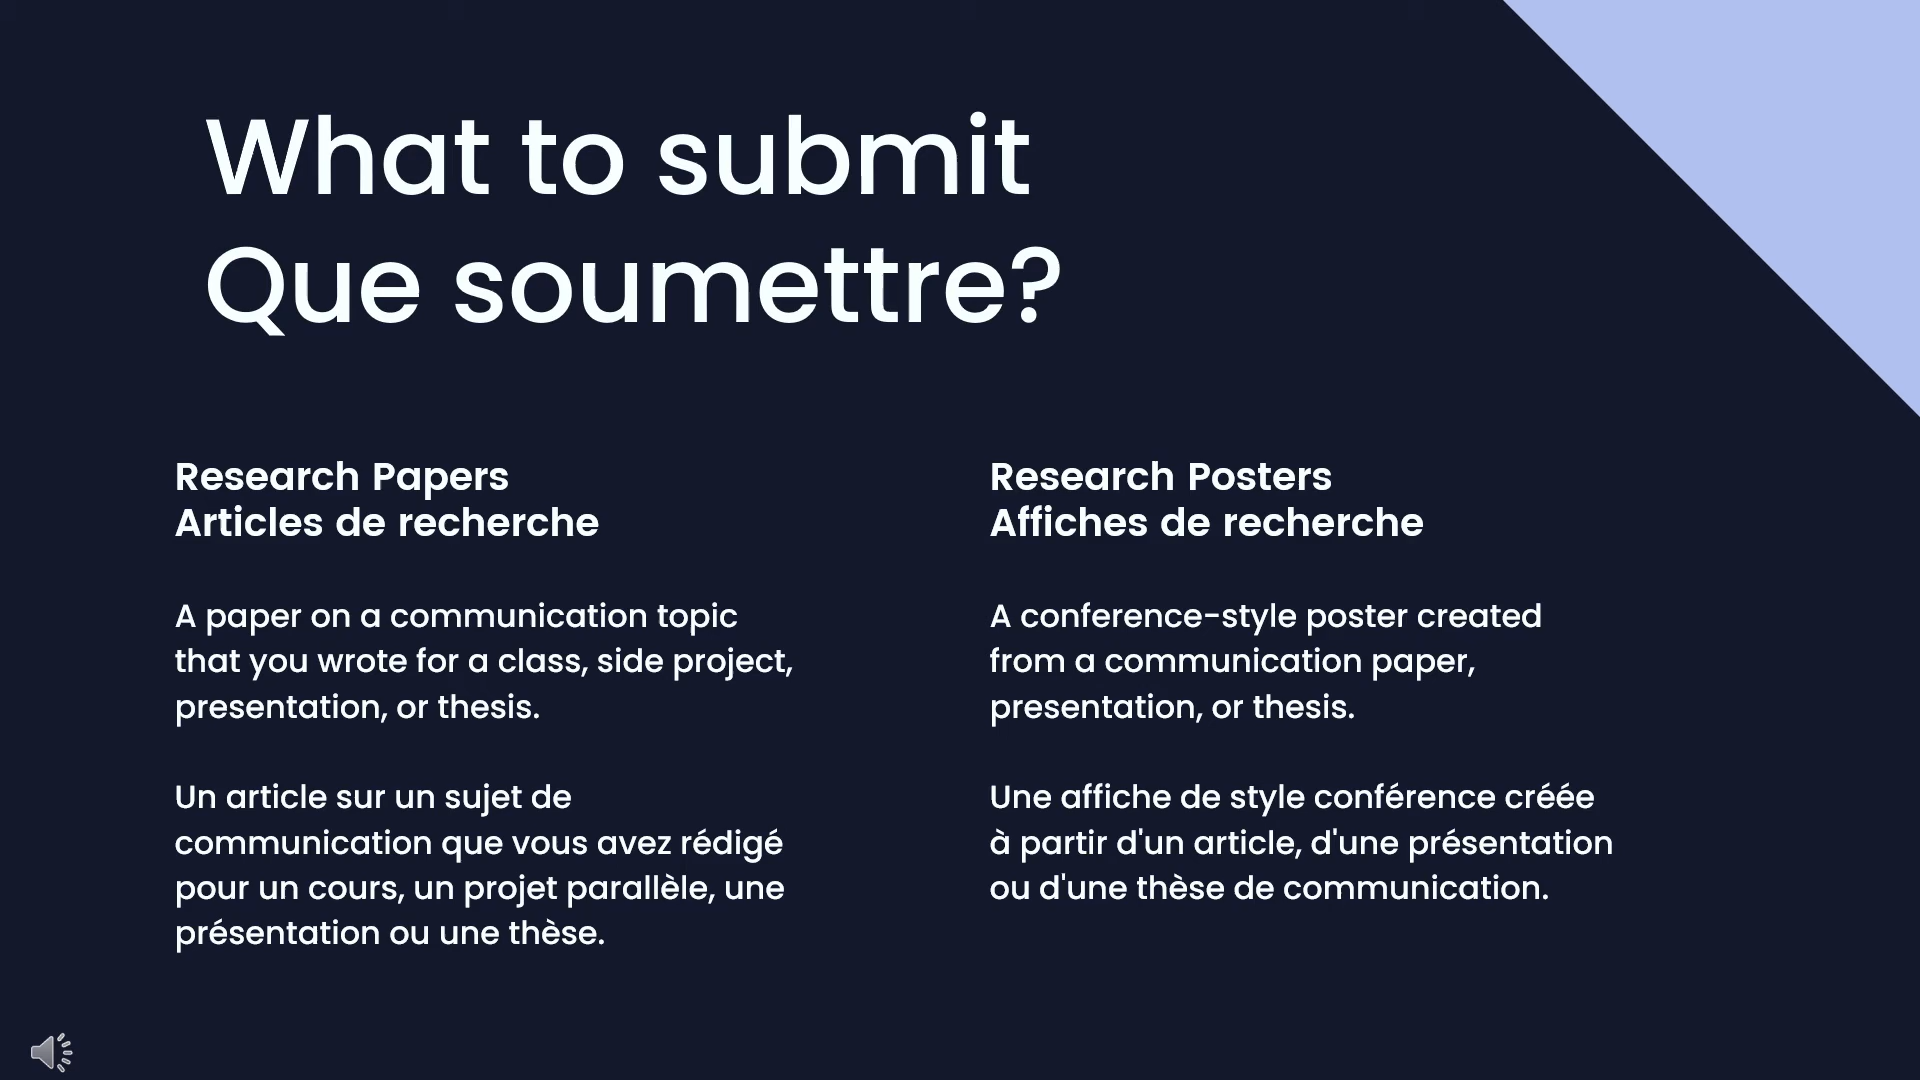 What to submit
Que soumettre?
Research Papers
Articles de recherche
A paper on a communication topic
that you wrote for a class, side project,
presentation, or thesis.
Un article sur un sujet de
communication que vous avez rédigé
pour un cours, un projet parallèle, une
présentation ou une thèse.
Research Posters
Affiches de recherche
A conference-style poster created
from a communication paper,
presentation, or thesis.
Une affiche de style conférence créée
à partir d'un article, d'une présentation
ou d'une thèse de communication.